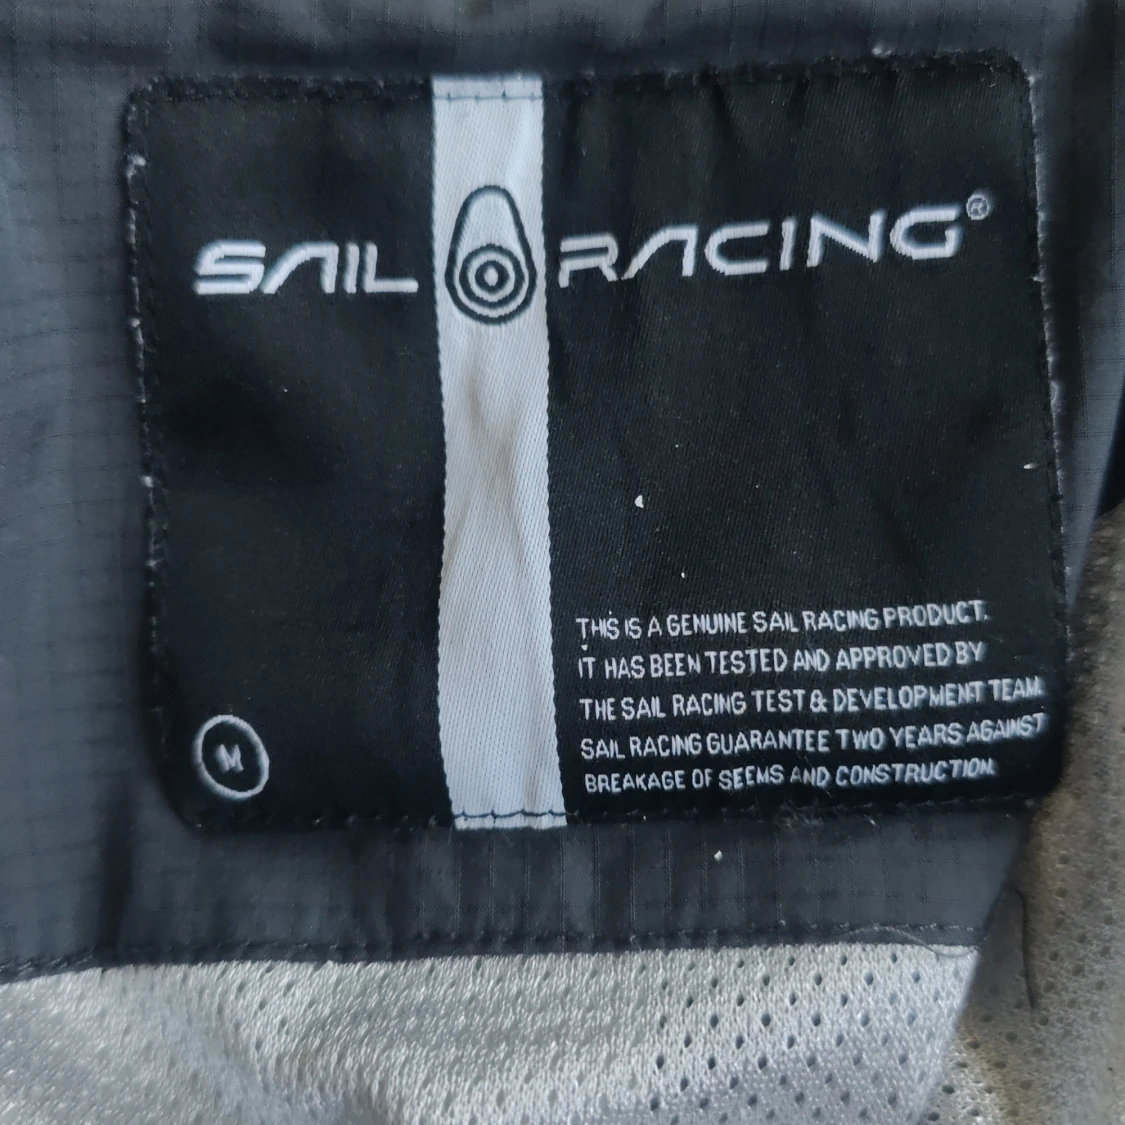 SAIL RACING®
THIS IS A GENUINE SAIL RACING PRODUCT.
IT HAS BEEN TESTED AND APPROVED BY
THE SAIL RACING TEST & DEVELOPMENT TEAM.
SAIL RACING GUARANTEE TWO YEARS AGAINST
BREAKAGE OF SEEMS AND CONSTRUCTION.
M